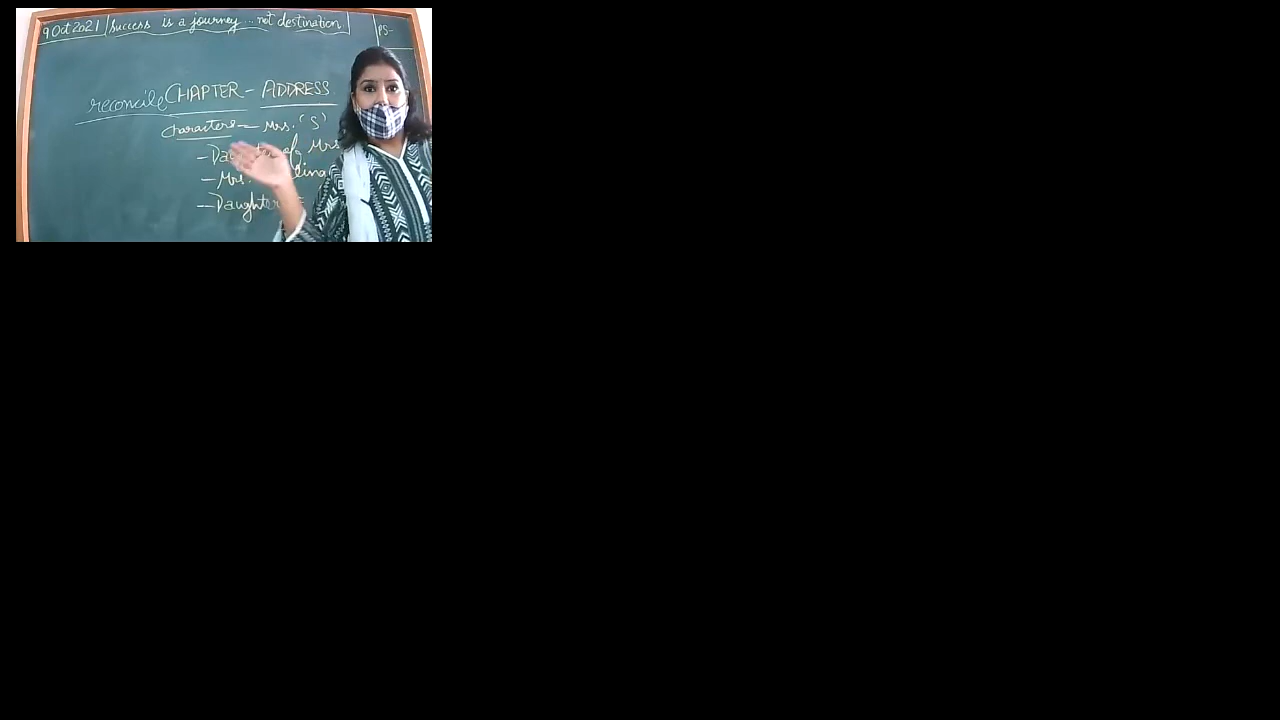 9 Oct 2021 Success is a journey... not destination. PS-
reconcile CHAPTER - ADDRESS
Characters - Mrs. 'S'
- Daughter of Mrs
- Mrs.
- Daughter